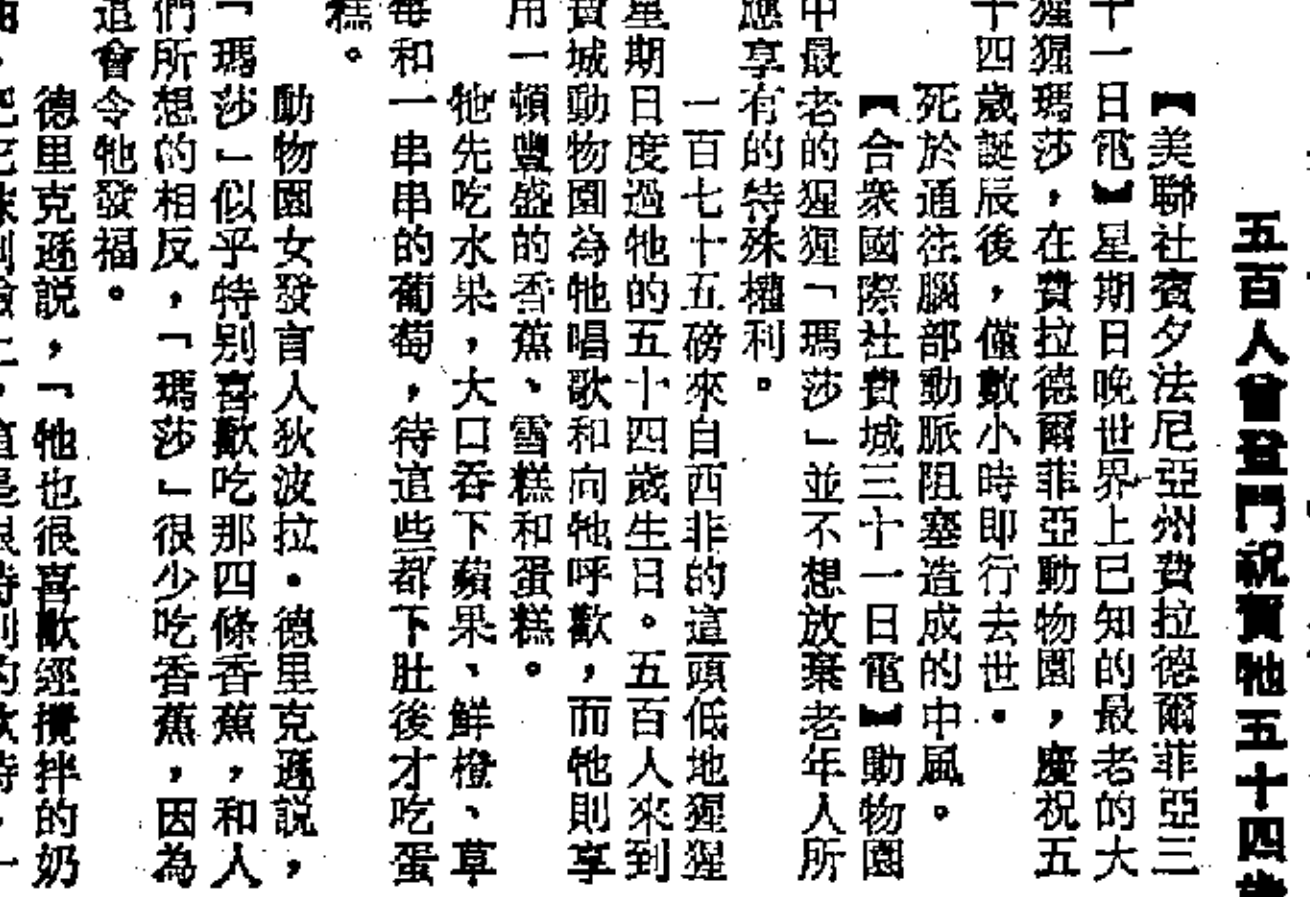 五百人曾登門祝賀牠五十四歲
【美聯社賓夕法尼亞州費拉德爾菲亞三
十一日電】星期日晚世界上已知的最老的大
猩猩瑪莎，在費拉德爾菲亞動物園，慶祝五
十四歲誕辰後，僅數小時即行去世。
死於通往腦部動脈阻塞造成的中風。
【合衆國際社費城三十一日電】動物園
中最老的猩猩「瑪莎」並不想放棄老年人所
應享有的特殊權利。
一百七十五磅來自西非的這頭低地猩猩
星期日度過牠的五十四歲生日。五百人來到
費城動物園為牠唱歌和向牠呼歡，而牠則享
用一頓豐盛的香蕉、雪糕和蛋糕。
牠先吃水果，大口吞下蘋果、鮮橙、草
莓和一串串的葡萄，待這些都下肚後才吃蛋
糕。
動物園女發言人狄波拉・德里克遜説，
「瑪莎」似乎特別喜歡吃那四條香蕉，和人
們所想的相反，「瑪莎」很少吃香蕉，因為
這會令牠發福。
德里克遜説，「牠也很喜歡經攪拌的奶